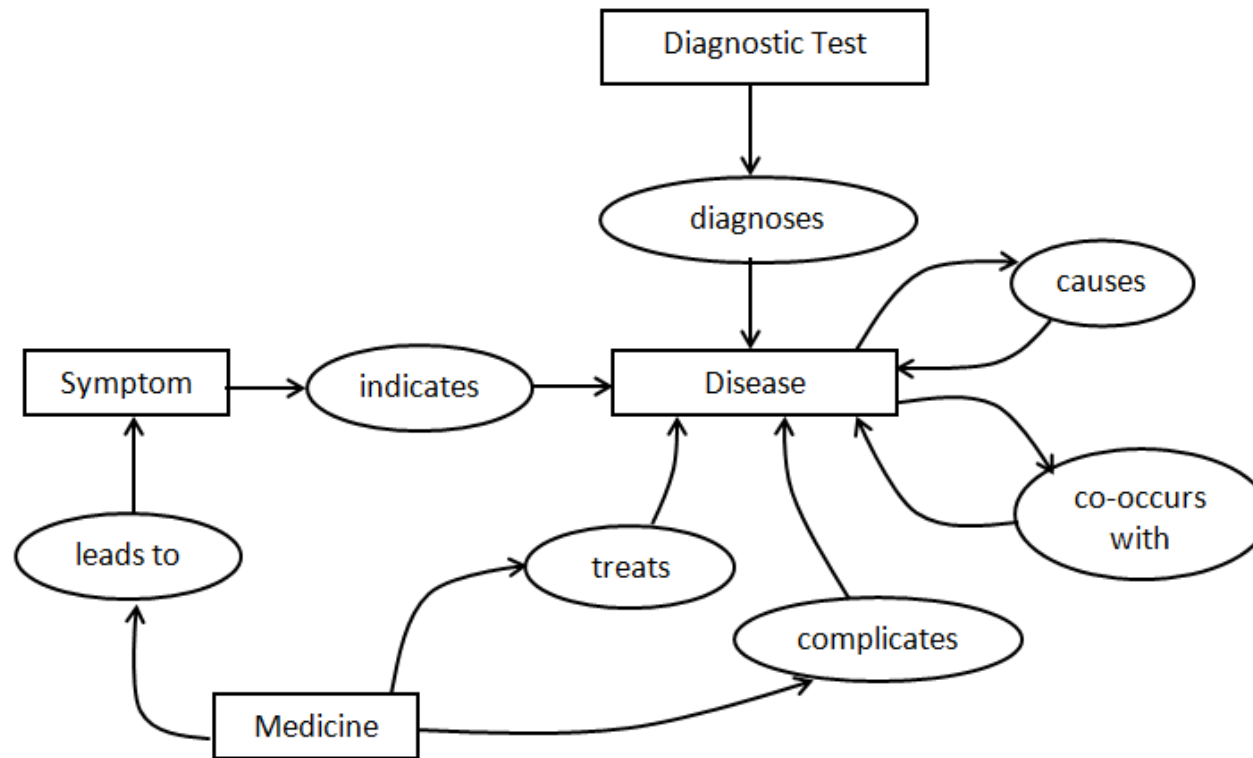 Diagnostic Test
diagnoses
causes
Symptom
indicates
Disease
co-occurs
with
leads to
treats
complicates
Medicine